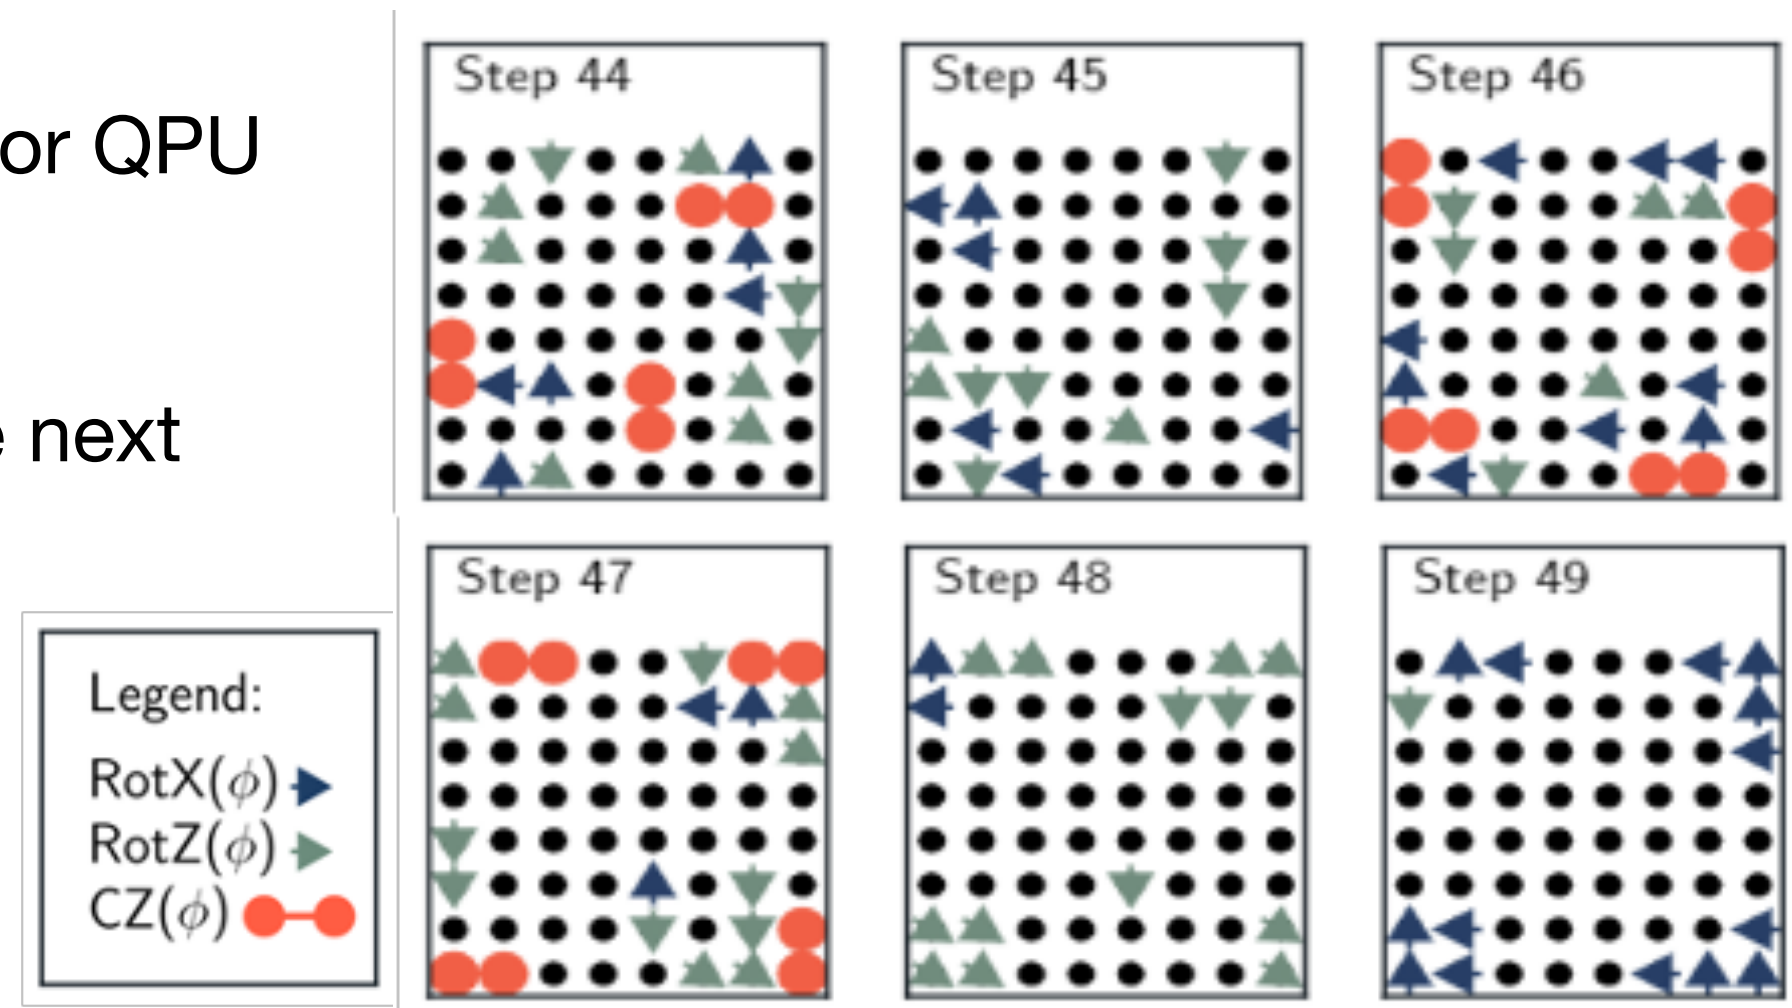 or QPU
next
Step 44
Step 45
Step 46
Step 47
Step 48
Step 49
Legend:
RotX(ϕ)
RotZ(ϕ)
CZ(ϕ)